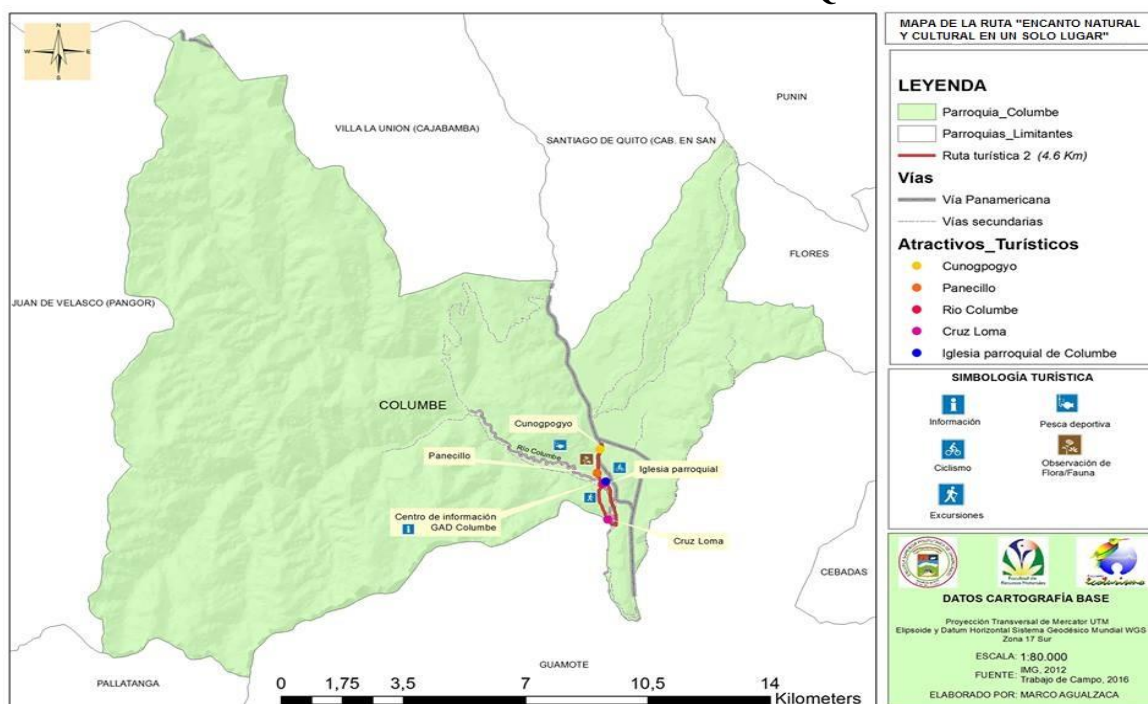 Q
MAPA DE LA RUTA "ENCANTO NATURAL
Y CULTURAL EN UN SOLO LUGAR"
N
W
E
S
VILLA LA UNION (CAJABAMBA)
SANTIAGO DE QUITO (CAB. EN SAN
PUNIN
FLORES
JUAN DE VELASCO (PANGOR)
COLUMBE
Cunogpogyo
Río Columbe
Panecillo
Iglesia parroquial
Centro de información
GAD Columbe
Cruz Loma
CEBADAS
GUAMOTE
PALLATANGA
0 1,75 3,5 7 10,5 14
Kilometers
LEYENDA
Parroquia_Columbe
Parroquias_Limitantes
Ruta turística 2 (4.6 Km)
Vías
Vía Panamericana
Vías secundarias
Atractivos_Turísticos
Cunogpogyo
Panecillo
Rio Columbe
Cruz Loma
Iglesia parroquial de Columbe
SIMBOLOGÍA TURÍSTICA
Información
Pesca deportiva
Ciclismo
Observación de
Flora/Fauna
Excursiones
Facultad de
Recursos Naturales
ecoturismo
DATOS CARTOGRAFÍA BASE
Proyección Transversal de Mercator UTM
Elipsoide y Datum Horizontal Sistema Geodésico Mundial WGS
Zona 17 Sur
ESCALA: 1:80.000
FUENTE: IMG, 2012
Trabajo de Campo, 2016
ELABORADO POR: MARCO AGUALZACA